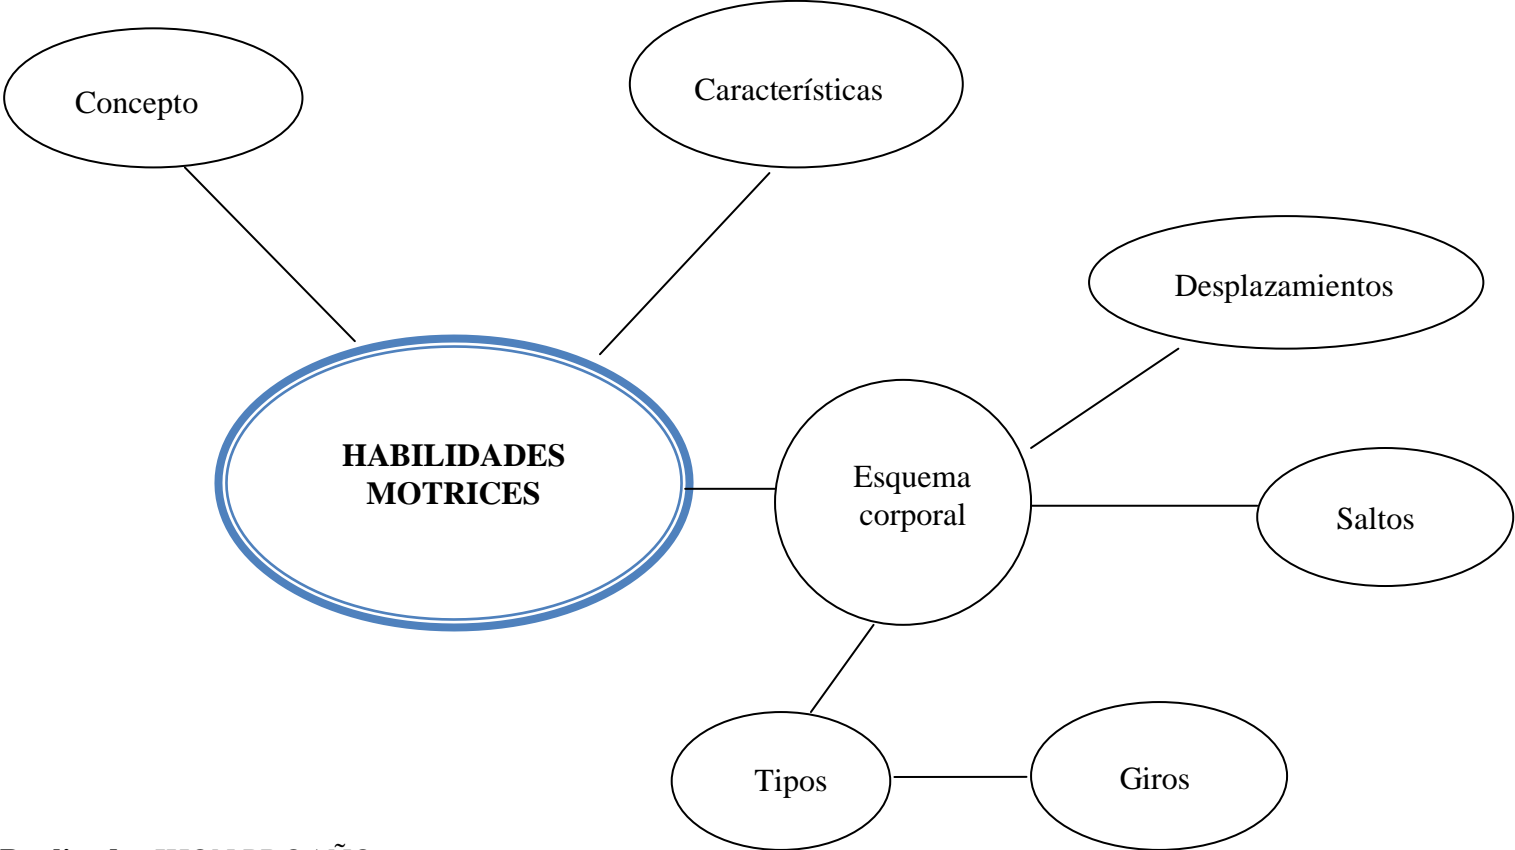 Concepto
Características
Desplazamientos
HABILIDADES
MOTRICES
Esquema
corporal
Saltos
Tipos
Giros